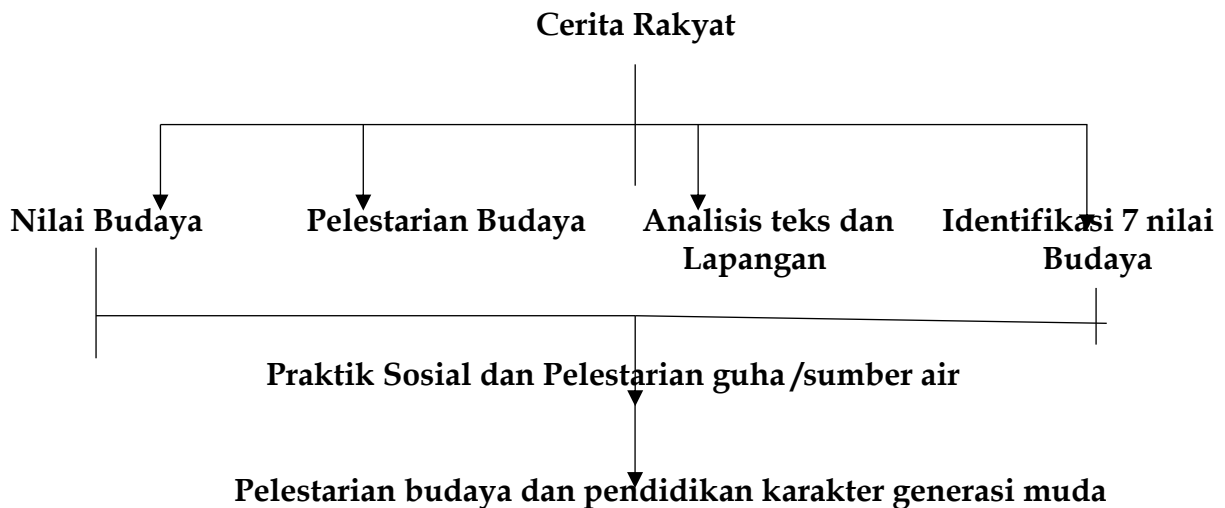 Cerita Rakyat
Nilai Budaya
Pelestarian Budaya
Analisis teks dan
Lapangan
Identifikasi 7 nilai
Budaya
Praktik Sosial dan Pelestarian guha /sumber air
Pelestarian budaya dan pendidikan karakter generasi muda